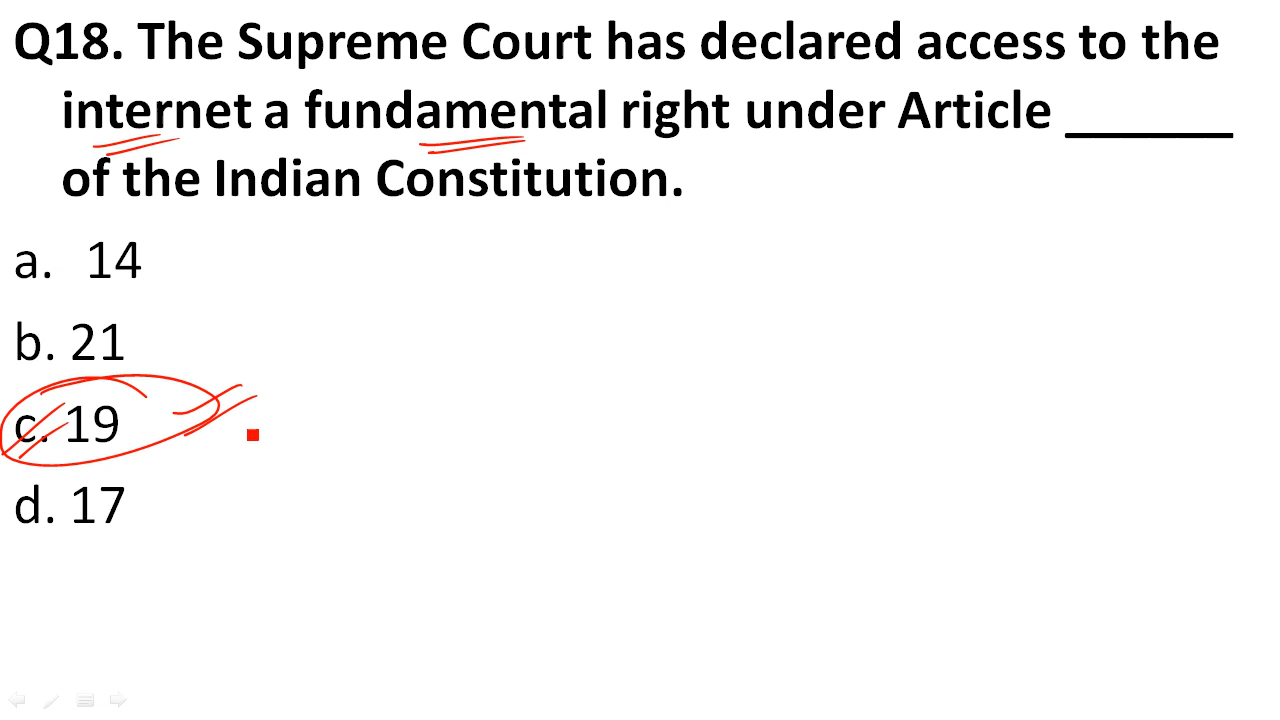 Q18. The Supreme Court has declared access to the
internet a fundamental right under Article ______
of the Indian Constitution.
a. 14
b. 21
c. 19
d. 17